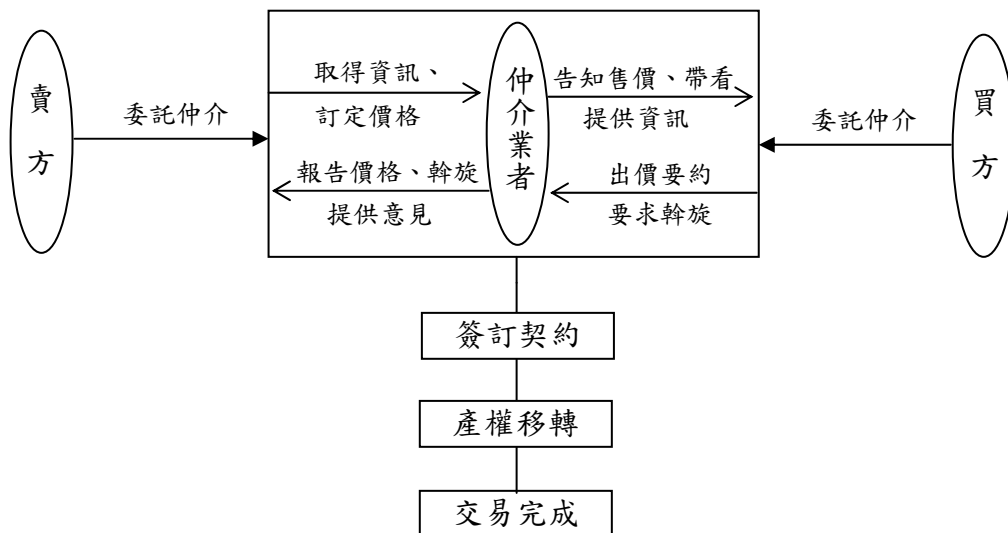 賣方
委託仲介
取得資訊、
訂定價格
報告價格、斡旋
提供意見
仲介業者
告知售價、帶看
提供資訊
出價要約
要求斡旋
委託仲介
買方
簽訂契約
產權移轉
交易完成